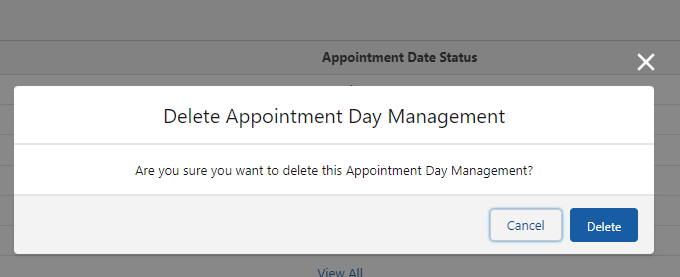 Appointment Date Status
Delete Appointment Day Management
Are you sure you want to delete this Appointment Day Management?
Cancel
Delete
View All